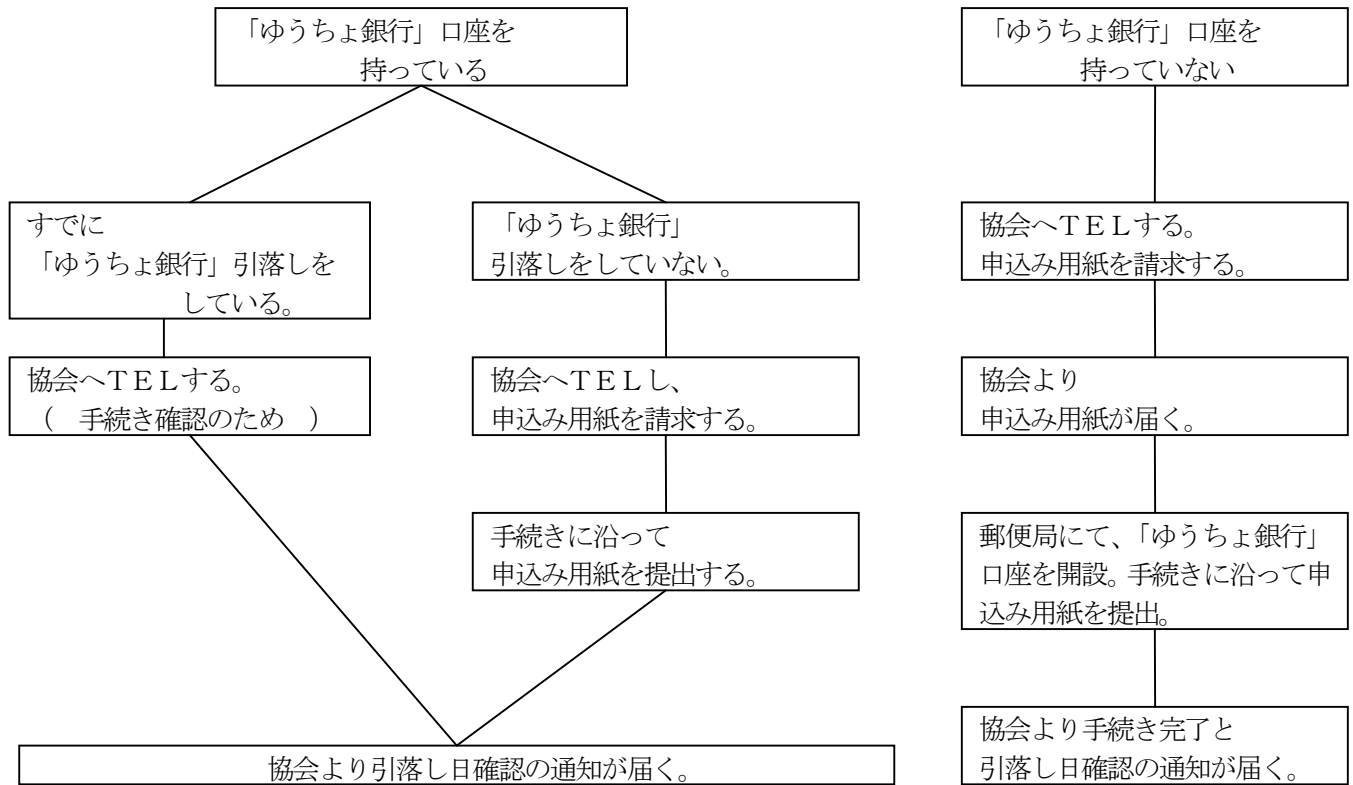 「ゆうちょ銀行」口座を
持っている
「ゆうちょ銀行」口座を
持っていない
すでに
「ゆうちょ銀行」引落しを
している。
「ゆうちょ銀行」
引落しをしていない。
協会へＴＥＬする。
申込み用紙を請求する。
協会へＴＥＬする。
（　手続き確認のため　）
協会へＴＥＬし、
申込み用紙を請求する。
協会より
申込み用紙が届く。
手続きに沿って
申込み用紙を提出する。
郵便局にて、「ゆうちょ銀行」
口座を開設。手続きに沿って申
込み用紙を提出。
協会より引落し日確認の通知が届く。
協会より手続き完了と
引落し日確認の通知が届く。